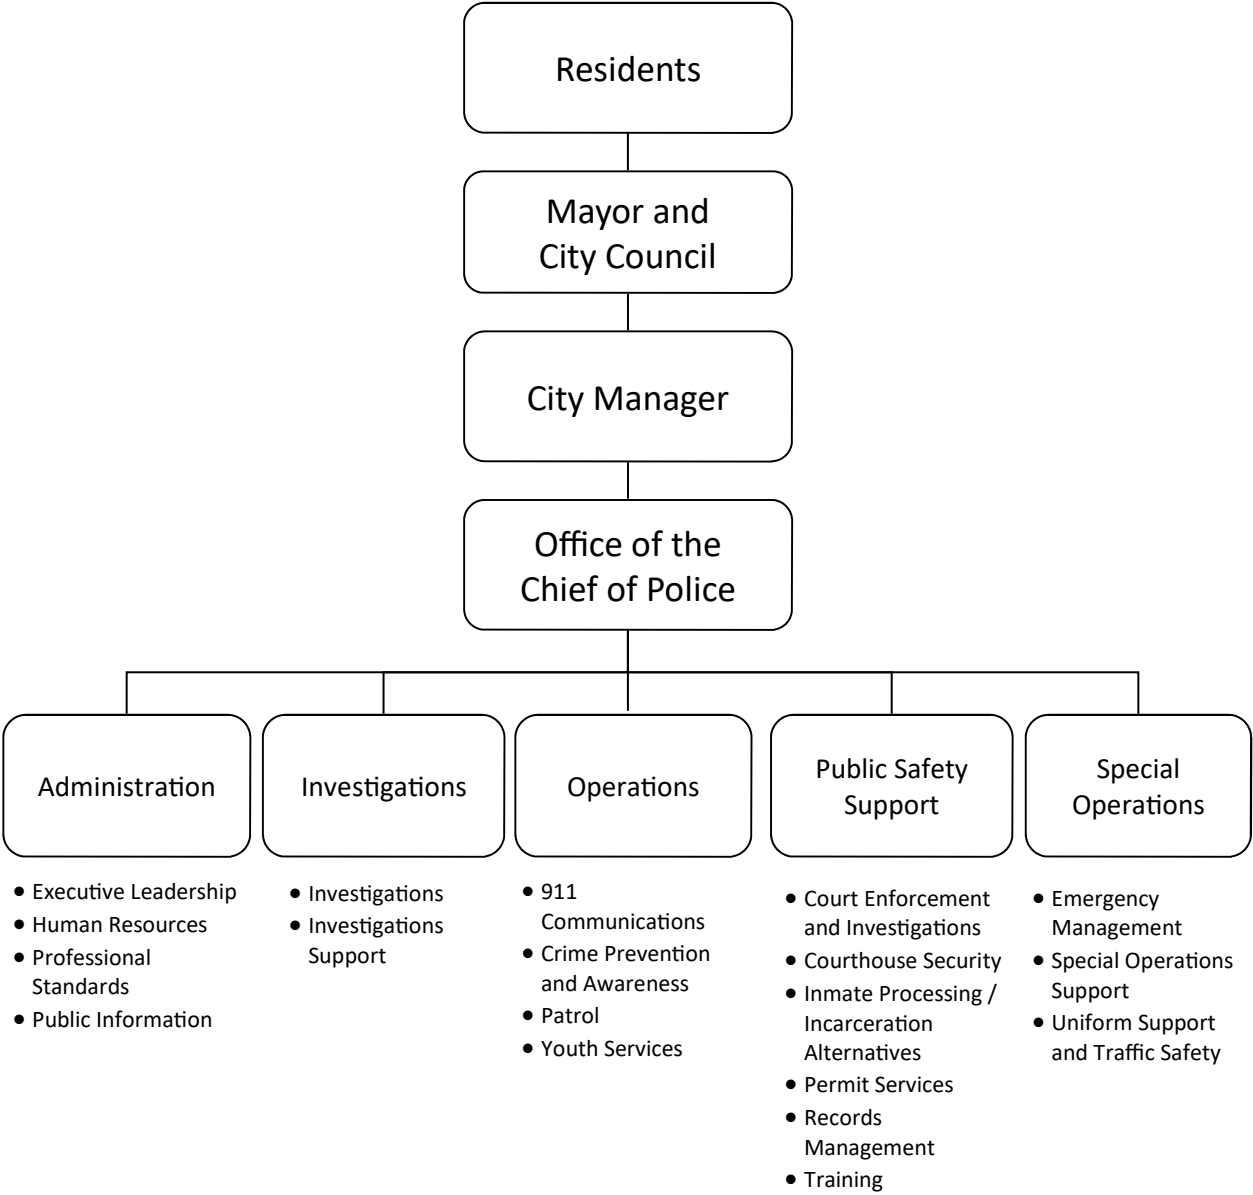 Residents
Mayor and
City Council
City Manager
Office of the
Chief of Police
Administration
• Executive Leadership
• Human Resources
• Professional
Standards
• Public Information
Investigations
• Investigations
• Investigations
Support
Operations
• 911
Communications
• Crime Prevention
and Awareness
• Patrol
• Youth Services
Public Safety
Support
• Court Enforcement
and Investigations
• Courthouse Security
• Inmate Processing /
Incarceration
Alternatives
• Permit Services
• Records
Management
• Training
Special
Operations
• Emergency
Management
• Special Operations
Support
• Uniform Support
and Traffic Safety